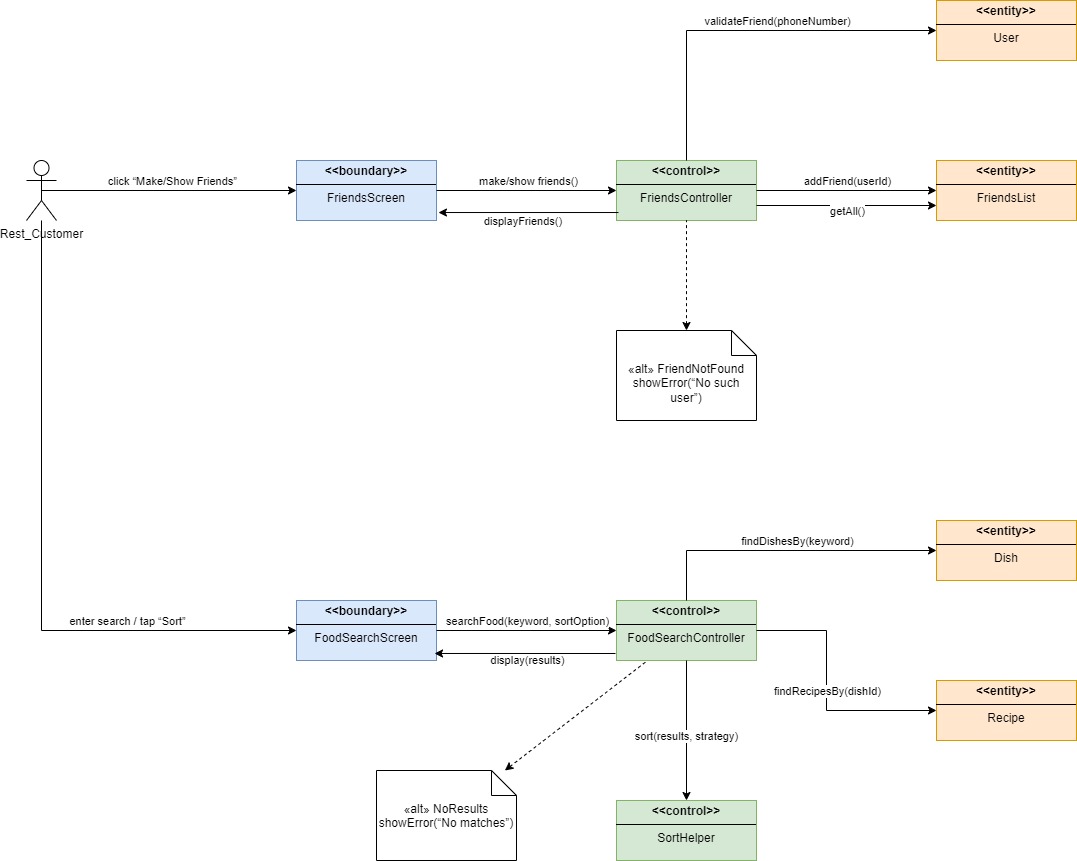 <<entity>>
validateFriend(phoneNumber)
User
<<boundary>>
<<control>>
<<entity>>
click “Make/Show Friends”
make/show friends()
addFriend(userId)
FriendsScreen
FriendsController
FriendsList
getAll()
displayFriends()
Rest_Customer
«alt» FriendNotFound
showError(“No such
user”)
<<entity>>
findDishesBy(keyword)
Dish
<<boundary>>
<<control>>
enter search / tap “Sort”
searchFood(keyword, sortOption)
FoodSearchScreen
FoodSearchController
display(results)
<<entity>>
findRecipesBy(dishId)
Recipe
sort(results, strategy)
«alt» NoResults
showError(“No matches”)
<<control>>
SortHelper